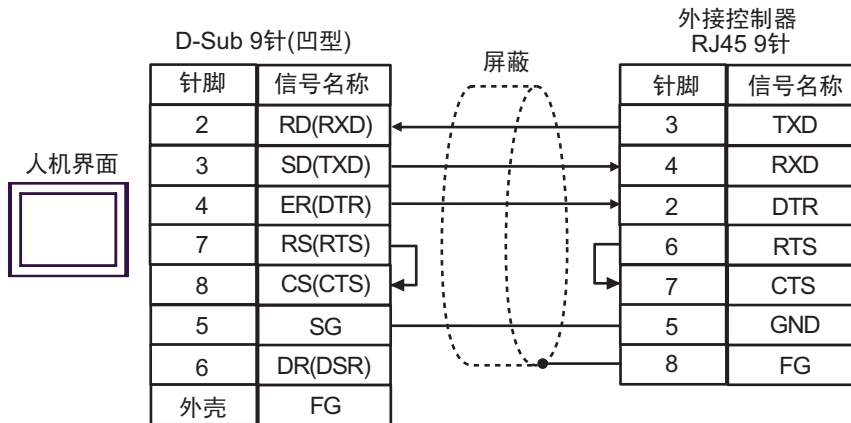 外接控制器
D-Sub 9针(凹型)
RJ45 9针
屏蔽
针脚 信号名称 针脚 信号名称
2 RD(RXD) 3 TXD
人机界面
3 SD(TXD) 4 RXD
4 ER(DTR) 2 DTR
7 RS(RTS) 6 RTS
8 CS(CTS) 7 CTS
5 SG 5 GND
6 DR(DSR) 8 FG
外壳 FG